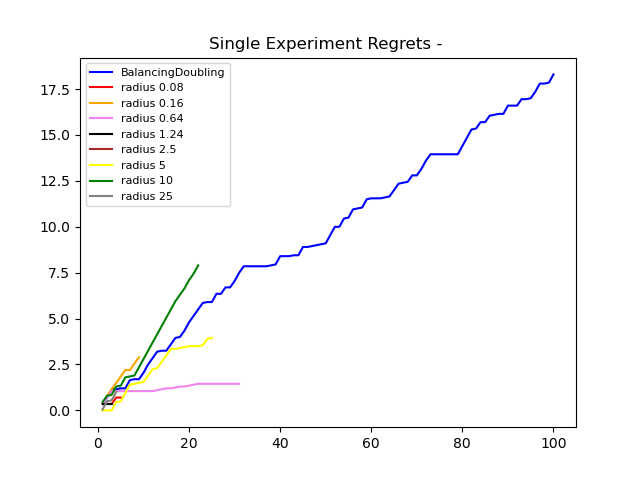 Single Experiment Regrets -
BalancingDoubling
radius 0.08
radius 0.16
radius 0.64
radius 1.24
radius 2.5
radius 5
radius 10
radius 25
17.5
15.0
12.5
10.0
7.5
5.0
2.5
0.0
0 20 40 60 80 100